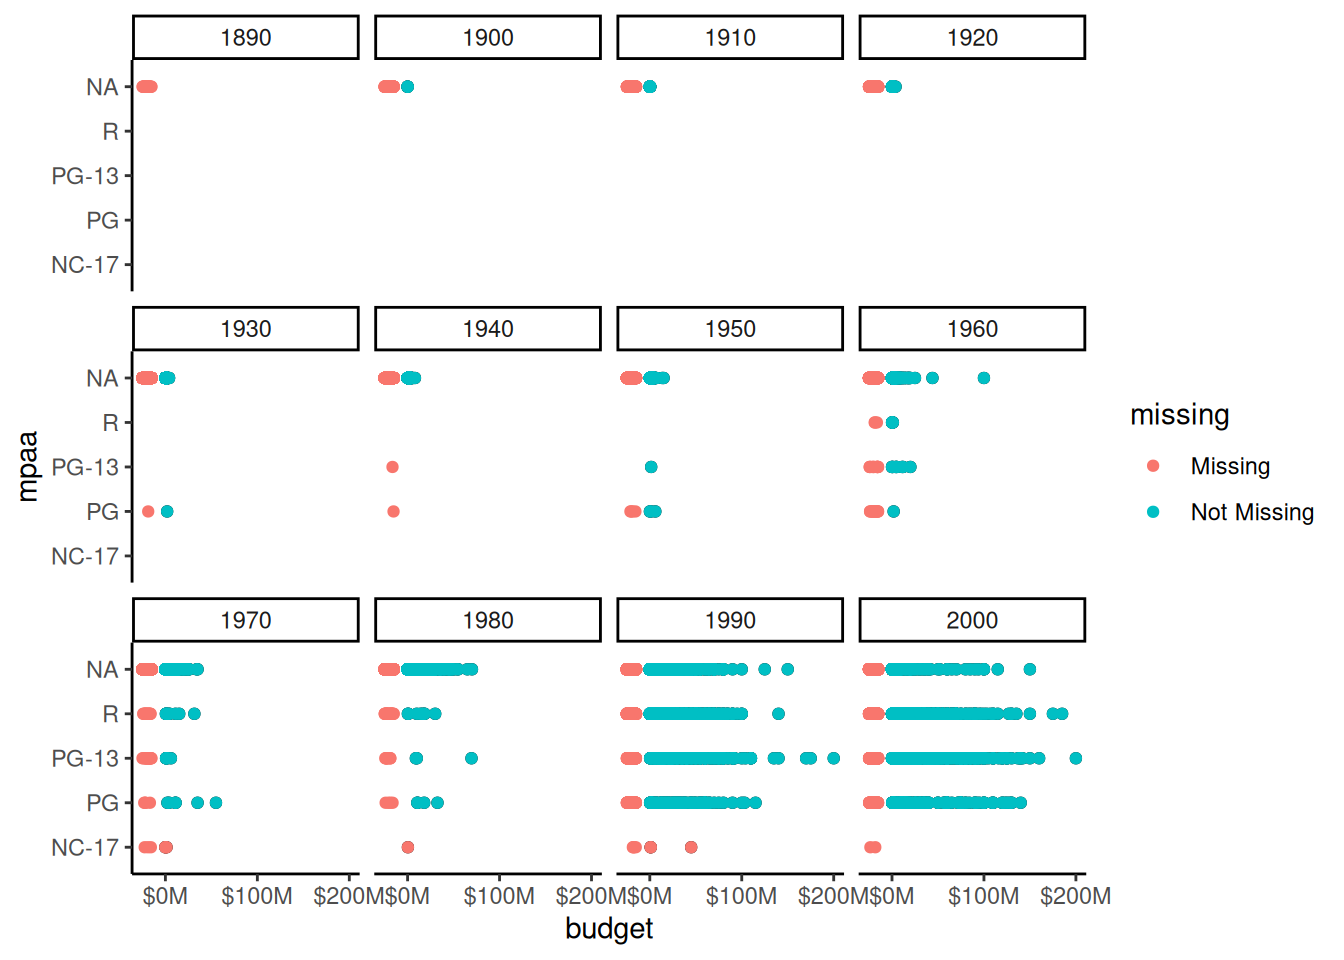 1890 1900 1910 1920
NA
R
PG-13
PG
NC-17
1930 1940 1950 1960
NA
R
PG-13
PG
NC-17
1970 1980 1990 2000
NA
R
PG-13
PG
NC-17
$0M $100M $200M $0M $100M $200M $0M $100M $200M $0M $100M $200M
budget
mpaa
missing
Missing
Not Missing